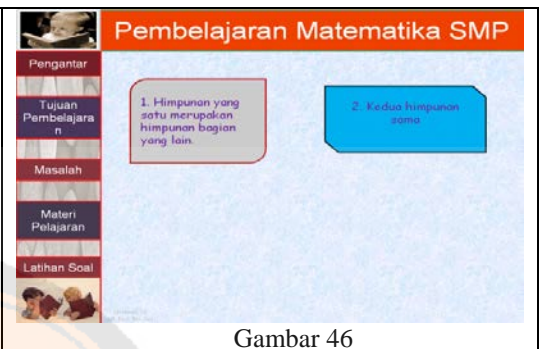 Pembelajaran Matematika SMP
Pengantar
Tujuan
Pembelajara
n
Masalah
Materi
Pelajaran
Latihan Soal
1. Himpunan yang
satu merupakan
himpunan bagian
yang lain.
2. Kedua himpunan
sama.
Gambar 46